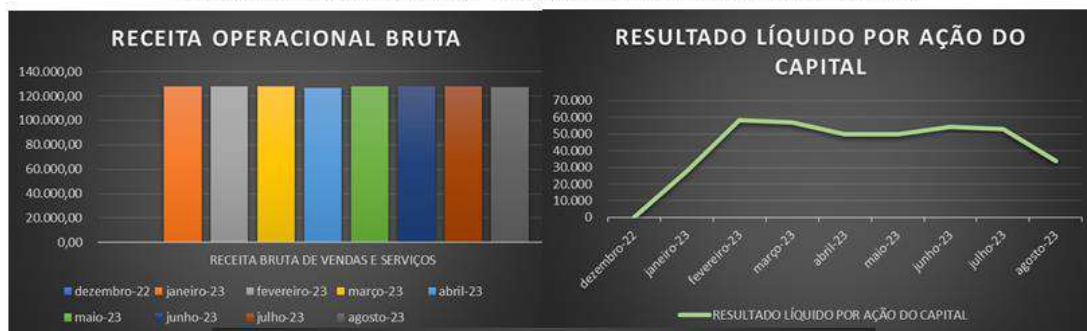 RECEITA OPERACIONAL BRUTA
140.000,00
120.000,00
100.000,00
80.000,00
60.000,00
40.000,00
20.000,00
0,00
RECEITA BRUTA DE VENDAS E SERVIÇOS
dezembro-22 janeiro-23 fevereiro-23 março-23 abril-23
maio-23 junho-23 julho-23 agosto-23
RESULTADO LÍQUIDO POR AÇÃO DO
CAPITAL
70.000
60.000
50.000
40.000
30.000
20.000
10.000
0
dezembro-22
janeiro-23
fevereiro-23
março-23
abril-23
maio-23
junho-23
julho-23
agosto-23
RESULTADO LÍQUIDO POR AÇÃO DO CAPITAL